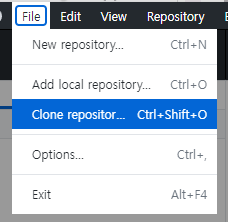 File Edit View Repository
New repository... Ctrl+N
Add local repository... Ctrl+O
Clone repositor... Ctrl+Shift+O
Options... Ctrl+,
Exit Alt+F4